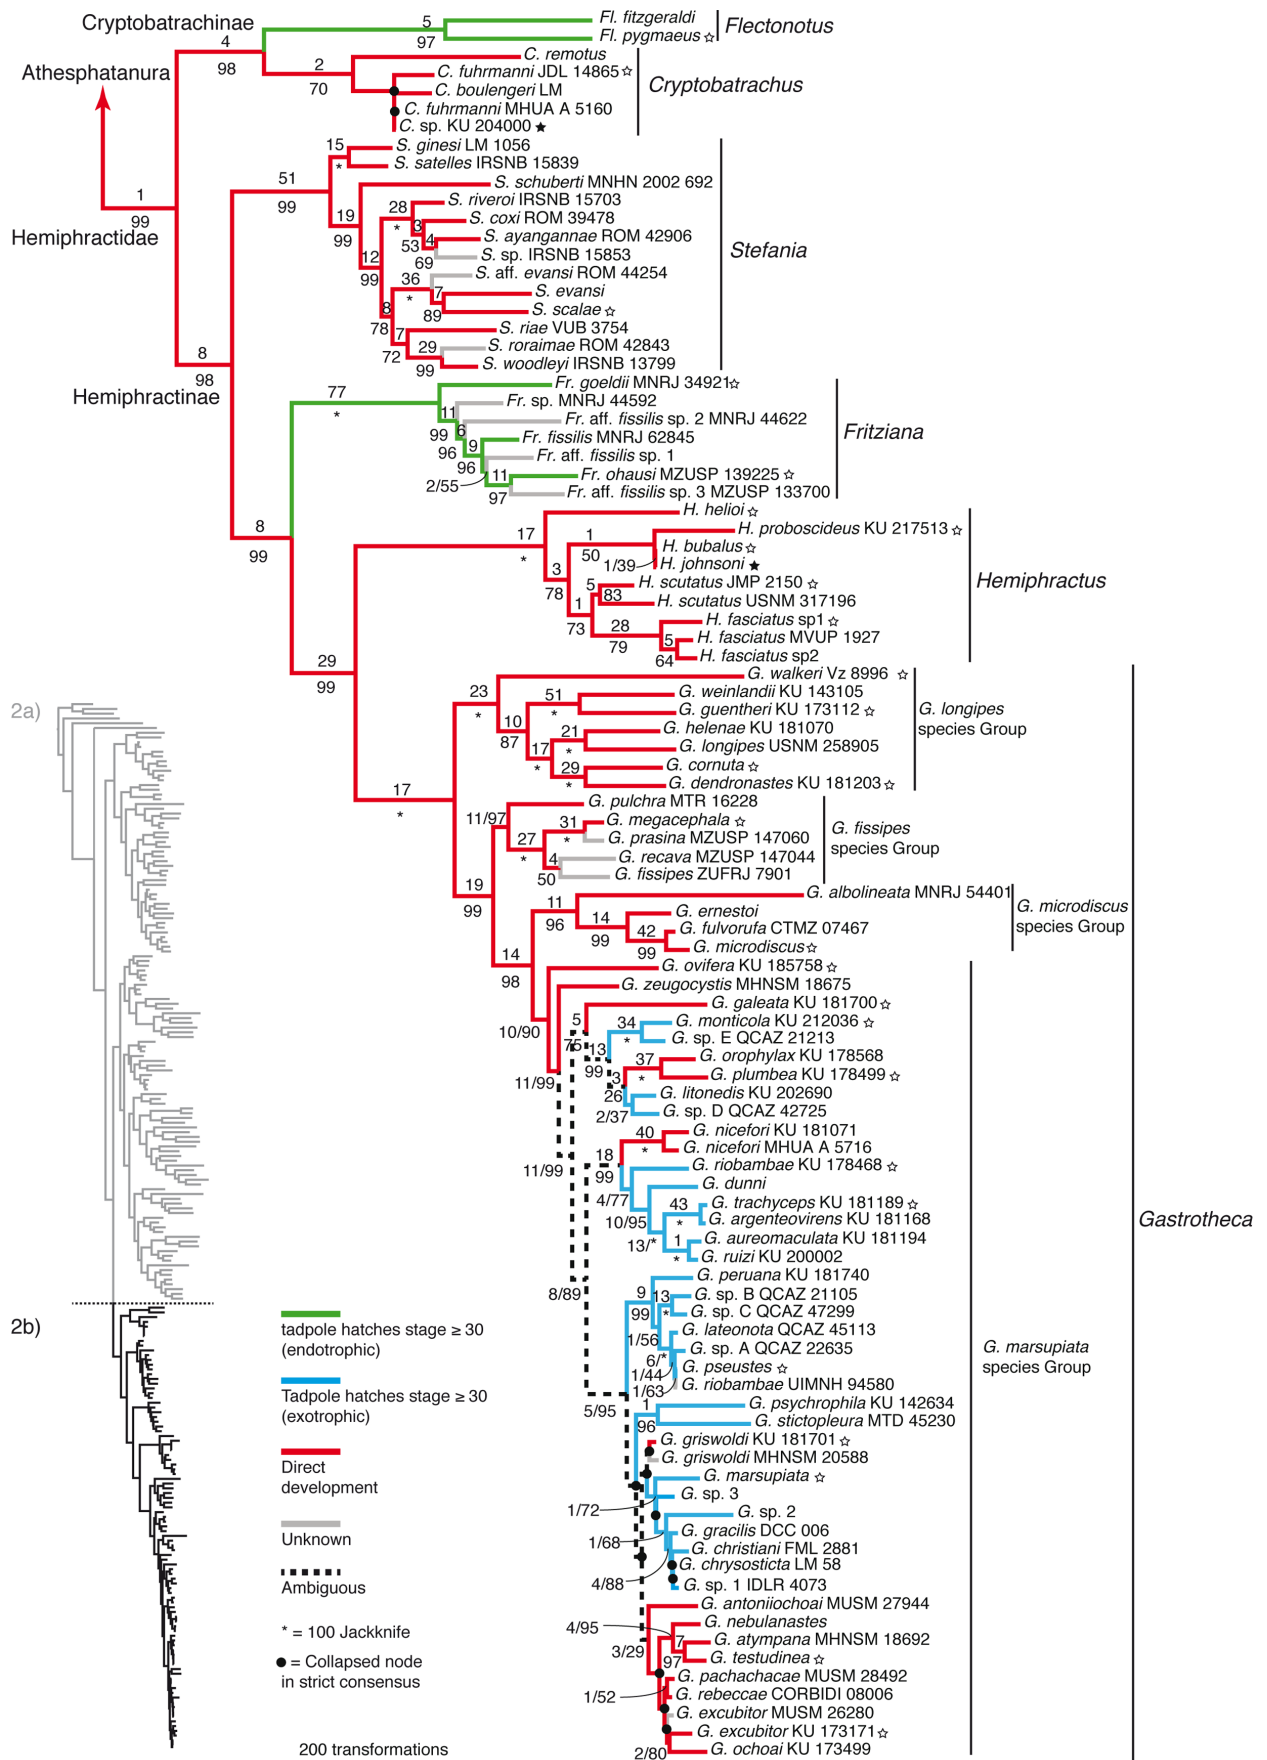 Cryptobatrachinae
5
97
Fl. fitzgeraldi
Fl. pygmaeus ☆
Flectonotus
4
98
Athesphatanura
2
70
C. remotus
C. fuhrmanni JDL 14865 ☆
C. boulengeri LM
C. fuhrmanni MHUA A 5160
C. sp. KU 204000 ★
Cryptobatrachus
1
99
Hemiphractidae
51
99
15
*
S. ginesi LM 1056
S. satelles IRSNB 15839
S. schuberti MNHN 2002 692
19
99
28
*
S. riveroi IRSNB 15703
3
53
S. coxi ROM 39478
4
69
S. ayangannae ROM 42906
S. sp. IRSNB 15853
12
99
36
*
S. aff. evansi ROM 44254
7
89
S. evansi
S. scalae ☆
8
78
7
72
S. riae VUB 3754
29
99
S. roraimae ROM 42843
S. woodleyi IRSNB 13799
Stefania
8
98
Hemiphractinae
77
*
Fr. goeldii MNRJ 34921 ☆
11
99
Fr. sp. MNRJ 44592
6
96
Fr. aff. fissilis sp. 2 MNRJ 44622
9
96
Fr. fissilis MNRJ 62845
Fr. aff. fissilis sp. 1
2/55
11
97
Fr. ohausi MZUSP 139225 ☆
Fr. aff. fissilis sp. 3 MZUSP 133700
Fritziana
8
99
17
*
H. helioi ☆
1
50
H. proboscideus KU 217513 ☆
H. bubalus ☆
1/39
H. johnsoni ★
3
78
5
83
H. scutatus JMP 2150 ☆
H. scutatus USNM 317196
1
73
28
79
H. fasciatus sp1 ☆
5
64
H. fasciatus MVUP 1927
H. fasciatus sp2
Hemiphractus
29
99
17
*
23
*
G. walkeri Vz 8996 ☆
10
87
51
*
G. weinlandii KU 143105
G. guentheri KU 173112 ☆
17
*
21
*
G. helenae KU 181070
G. longipes USNM 258905
29
*
G. cornuta ☆
G. dendronastes KU 181203 ☆
G. longipes
species Group
11/97
G. pulchra MTR 16228
27
*
31
*
G. megacephala ☆
G. prasina MZUSP 147060
4
50
G. recava MZUSP 147044
G. fissipes ZUFRJ 7901
G. fissipes
species Group
19
99
11
96
G. albolineata MNRJ 54401
14
99
G. ernestoi
42
99
G. fulvorufa CTMZ 07467
G. microdiscus ☆
G. microdiscus
species Group
14
98
G. ovifera KU 185758 ☆
10/90
G. zeugocystis MHNSM 18675
11/99
5
75
G. galeata KU 181700 ☆
13
99
34
*
G. monticola KU 212036 ☆
G. sp. E QCAZ 21213
3
26
37
*
G. orophylax KU 178568
G. plumbea KU 178499 ☆
2/37
G. litonedis KU 202690
G. sp. D QCAZ 42725
11/99
18
99
40
*
G. nicefori KU 181071
G. nicefori MHUA A 5716
4/77
G. riobambae KU 178468 ☆
10/95
G. dunni
13/*
43
*
G. trachyceps KU 181189 ☆
G. argenteovirens KU 181168
1
*
G. aureomaculata KU 181194
G. ruizi KU 200002
8/89
9
99
G. peruana KU 181740
13
*
G. sp. B QCAZ 21105
G. sp. C QCAZ 47299
1/56
G. lateonota QCAZ 45113
6/*
G. sp. A QCAZ 22635
1/44
G. pseustes ☆
1/63
G. riobambae UIMNH 94580
5/95
1
96
G. psychrophila KU 142634
G. stictopleura MTD 45230
G. griswoldi KU 181701 ☆
G. griswoldi MHNSM 20588
G. marsupiata ☆
1/72
G. sp. 3
G. sp. 2
1/68
G. gracilis DCC 006
G. christiani FML 2881
4/88
G. chrysosticta LM 58
G. sp. 1 IDLR 4073
3/29
G. antoniiochoai MUSM 27944
4/95
G. nebulanastes
7
97
G. atympana MHNSM 18692
G. testudinea ☆
G. pachachacae MUSM 28492
1/52
G. rebeccae CORBIDI 08006
G. excubitor MUSM 26280
G. excubitor KU 173171 ☆
2/80
G. ochoai KU 173499
G. marsupiata
species Group
Gastrotheca
2a)
2b)
tadpole hatches stage ≥ 30
(endotrophic)
Tadpole hatches stage ≥ 30
(exotrophic)
Direct
development
Unknown
Ambiguous
* = 100 Jackknife
● = Collapsed node
in strict consensus
200 transformations